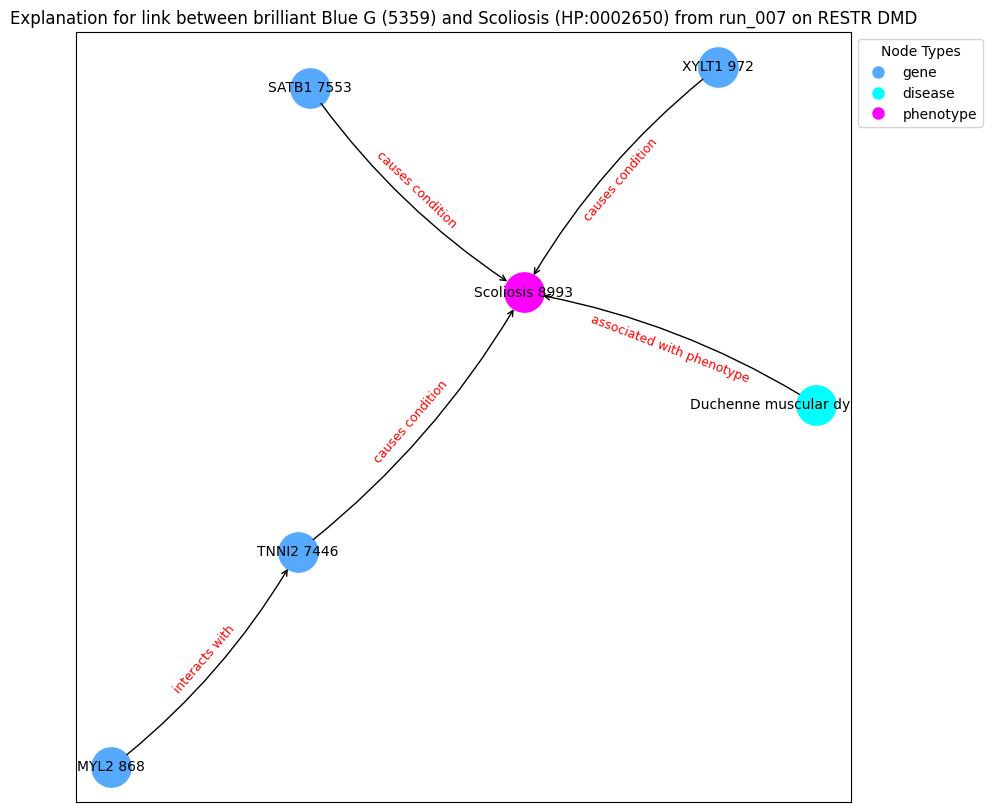 Explanation for link between brilliant Blue G (5359) and Scoliosis (HP:0002650) from run_007 on RESTR DMD
Node Types
gene
disease
phenotype
XYLT1 972
SATB1 7553
causes condition
causes condition
Scoliosis 8993
associated with phenotype
Duchenne muscular dy
causes condition
TNNI2 7446
interacts with
MYL2 868